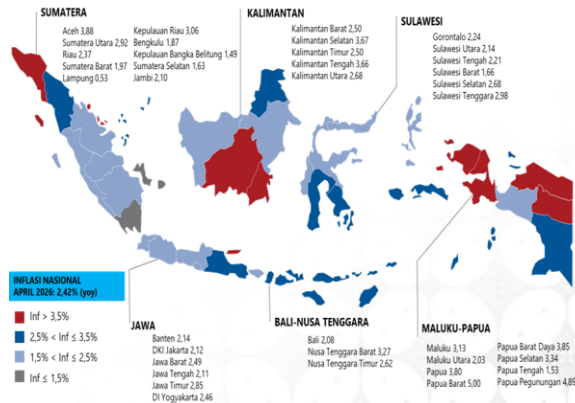 SUMATERA
Aceh 3,88
Sumatera Utara 2,92
Riau 2,37
Sumatera Barat 1,97
Lampung 0,53
Kepulauan Riau 3,06
Bengkulu 1,87
Kepulauan Bangka Belitung 1,49
Sumatera Selatan 1,63
Jambi 2,10
KALIMANTAN
Kalimantan Barat 2,50
Kalimantan Selatan 3,67
Kalimantan Timur 2,50
Kalimantan Tengah 3,66
Kalimantan Utara 2,68
SULAWESI
Gorontalo 2,24
Sulawesi Utara 2,14
Sulawesi Tengah 2,21
Sulawesi Barat 1,66
Sulawesi Selatan 2,68
Sulawesi Tenggara 2,98
INFLASI NASIONAL
APRIL 2026: 2,42% (yoy)
Inf > 3,5%
2,5% < Inf ≤ 3,5%
1,5% < Inf ≤ 2,5%
Inf ≤ 1,5%
JAWA
Banten 2,14
DKI Jakarta 2,12
Jawa Barat 2,49
Jawa Tengah 2,11
Jawa Timur 2,85
DI Yogyakarta 2,46
BALI-NUSA TENGGARA
Bali 2,08
Nusa Tenggara Barat 3,27
Nusa Tenggara Timur 2,62
MALUKU-PAPUA
Maluku 3,13
Maluku Utara 2,03
Papua 3,80
Papua Barat 5,00
Papua Barat Daya 3,85
Papua Selatan 3,34
Papua Tengah 1,53
Papua Pegunungan 4,89